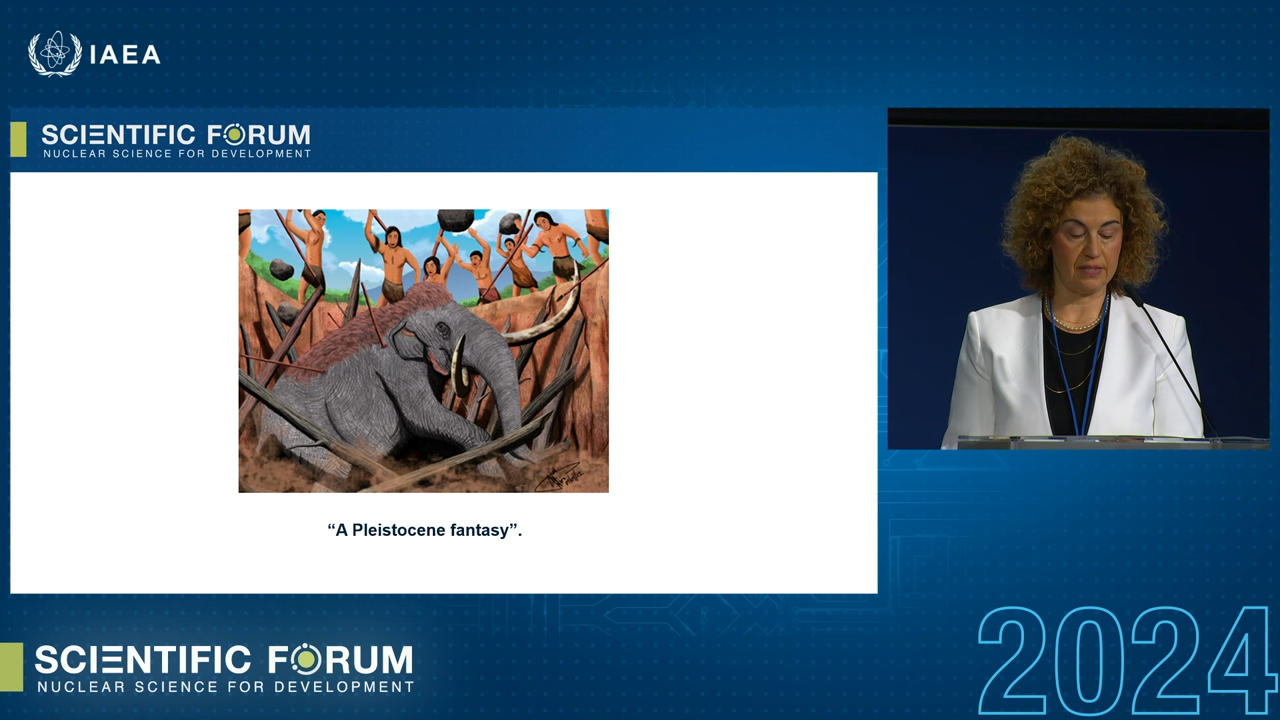 IAEA
SCIENTIFIC FORUM
NUCLEAR SCIENCE FOR DEVELOPMENT
“A Pleistocene fantasy”.
SCIENTIFIC FORUM
NUCLEAR SCIENCE FOR DEVELOPMENT
2024